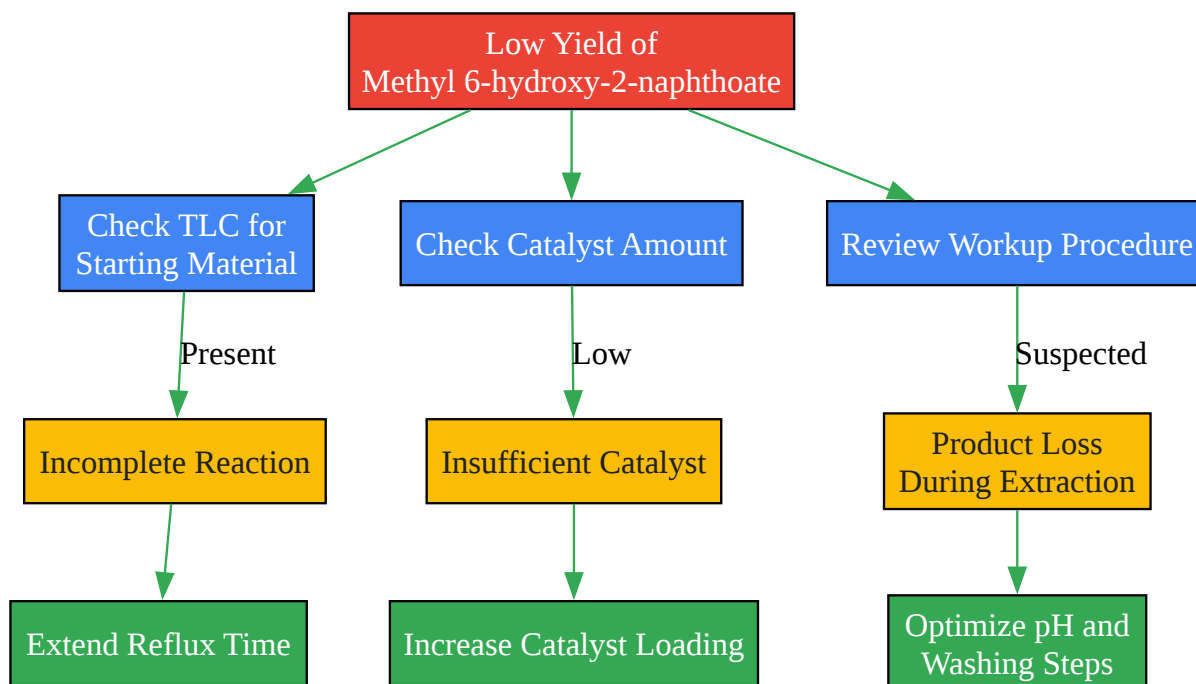 Low Yield of
Methyl 6-hydroxy-2-naphthoate
Check TLC for
Starting Material
Check Catalyst Amount
Review Workup Procedure
Present
Low
Suspected
Incomplete Reaction
Insufficient Catalyst
Product Loss
During Extraction
Extend Reflux Time
Increase Catalyst Loading
Optimize pH and
Washing Steps